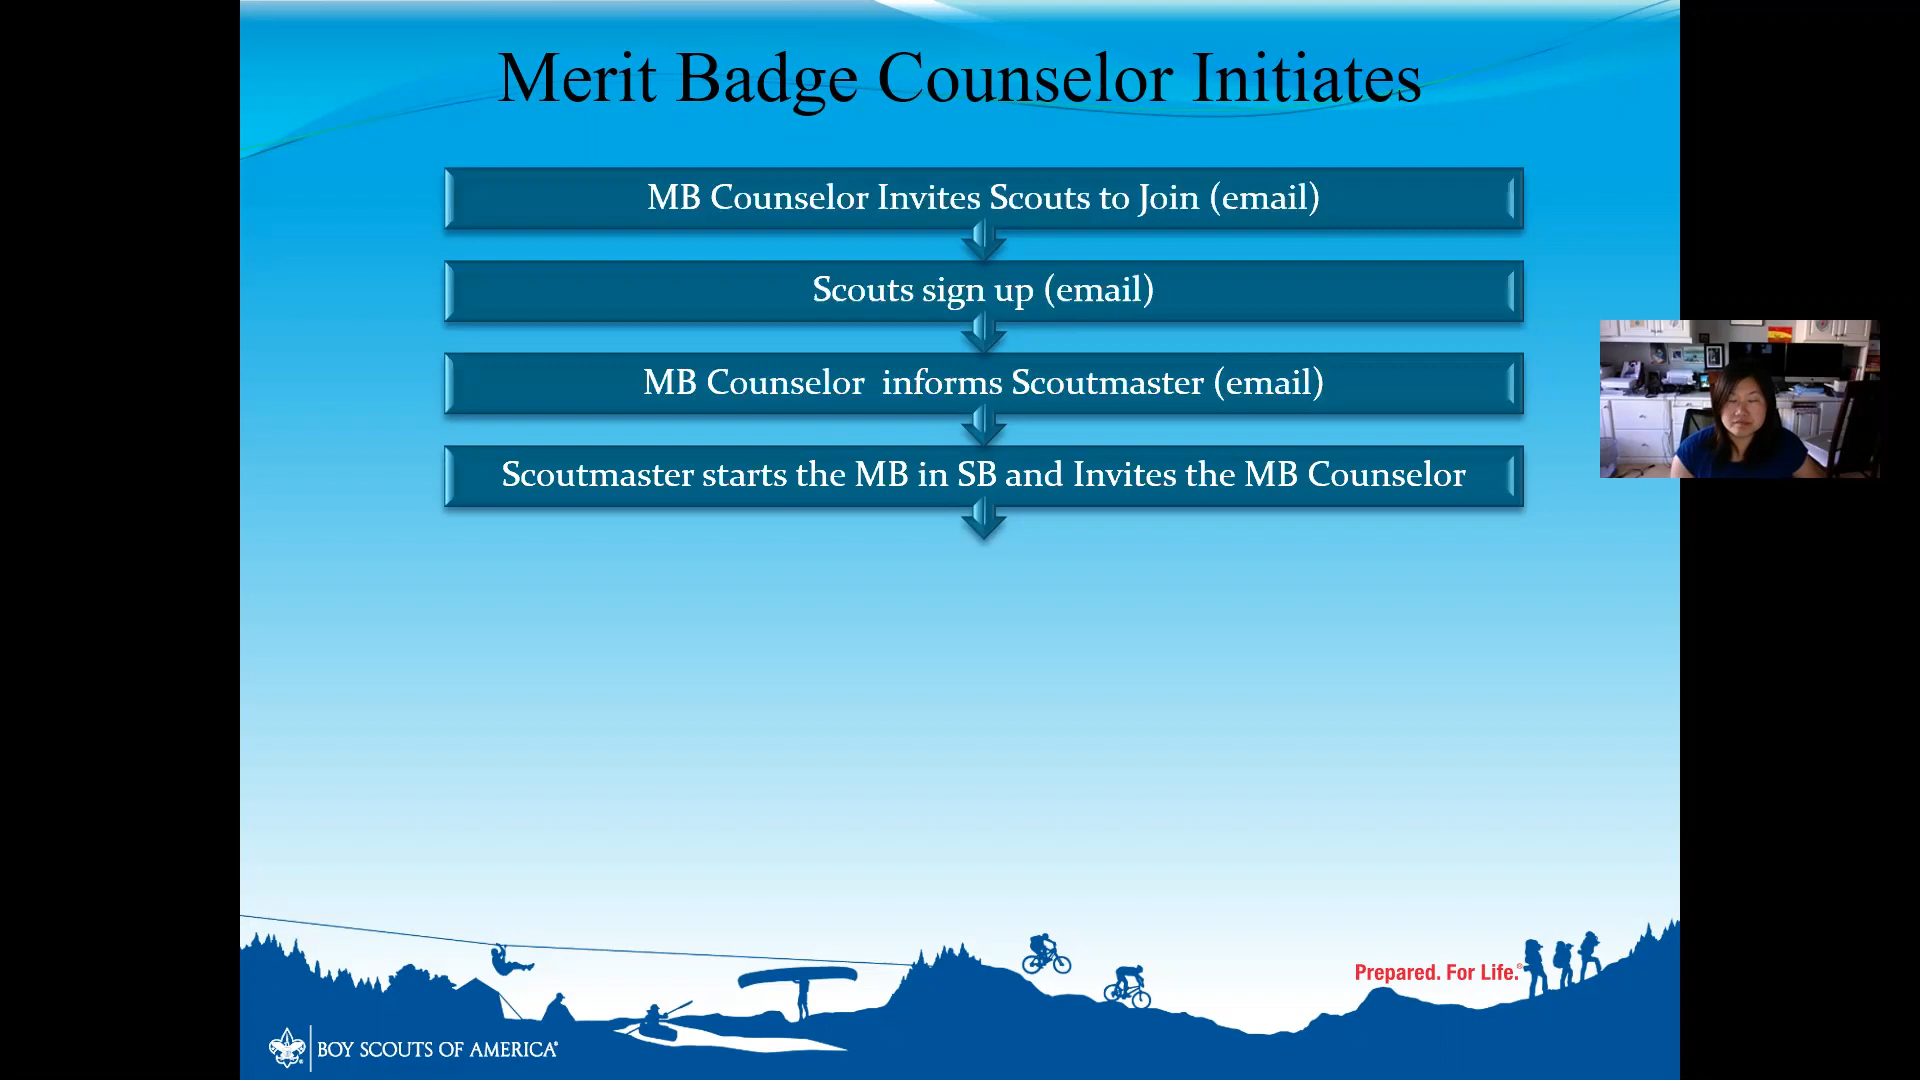 Merit Badge Counselor Initiates
MB Counselor Invites Scouts to Join (email)
Scouts sign up (email)
MB Counselor  informs Scoutmaster (email)
Scoutmaster starts the MB in SB and Invites the MB Counselor
Prepared. For Life.®
BOY SCOUTS OF AMERICA®